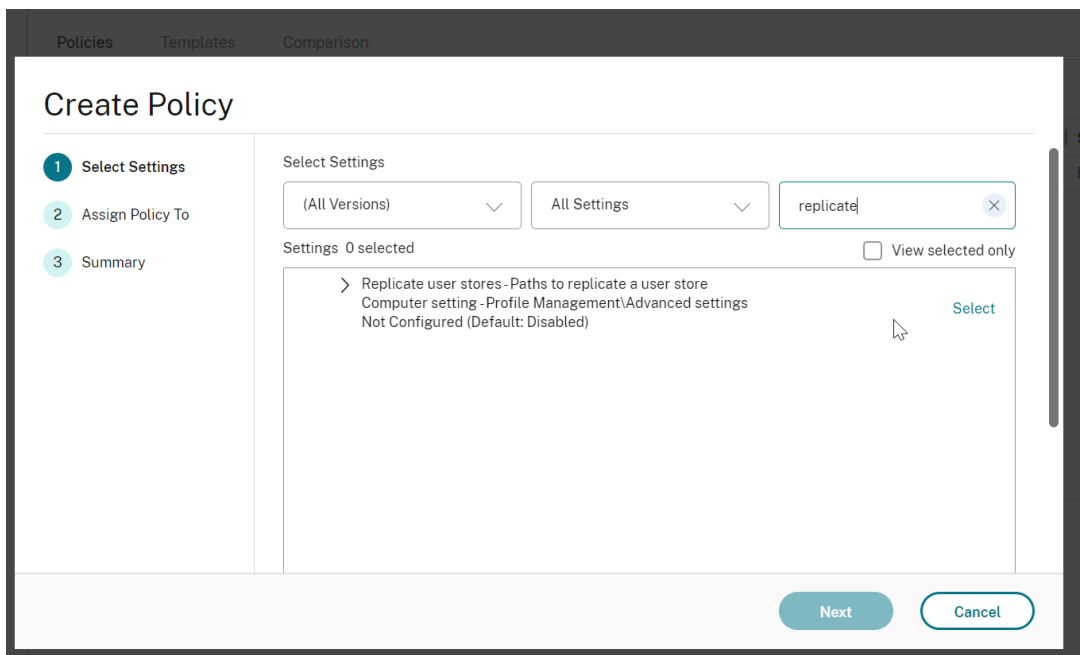 Policies Templates Comparison
Create Policy
1 Select Settings
2 Assign Policy To
3 Summary
Select Settings
(All Versions) All Settings replicate
Settings 0 selected
View selected only
Replicate user stores - Paths to replicate a user store
Computer setting - Profile Management\Advanced settings
Not Configured (Default: Disabled)
Select
Next Cancel